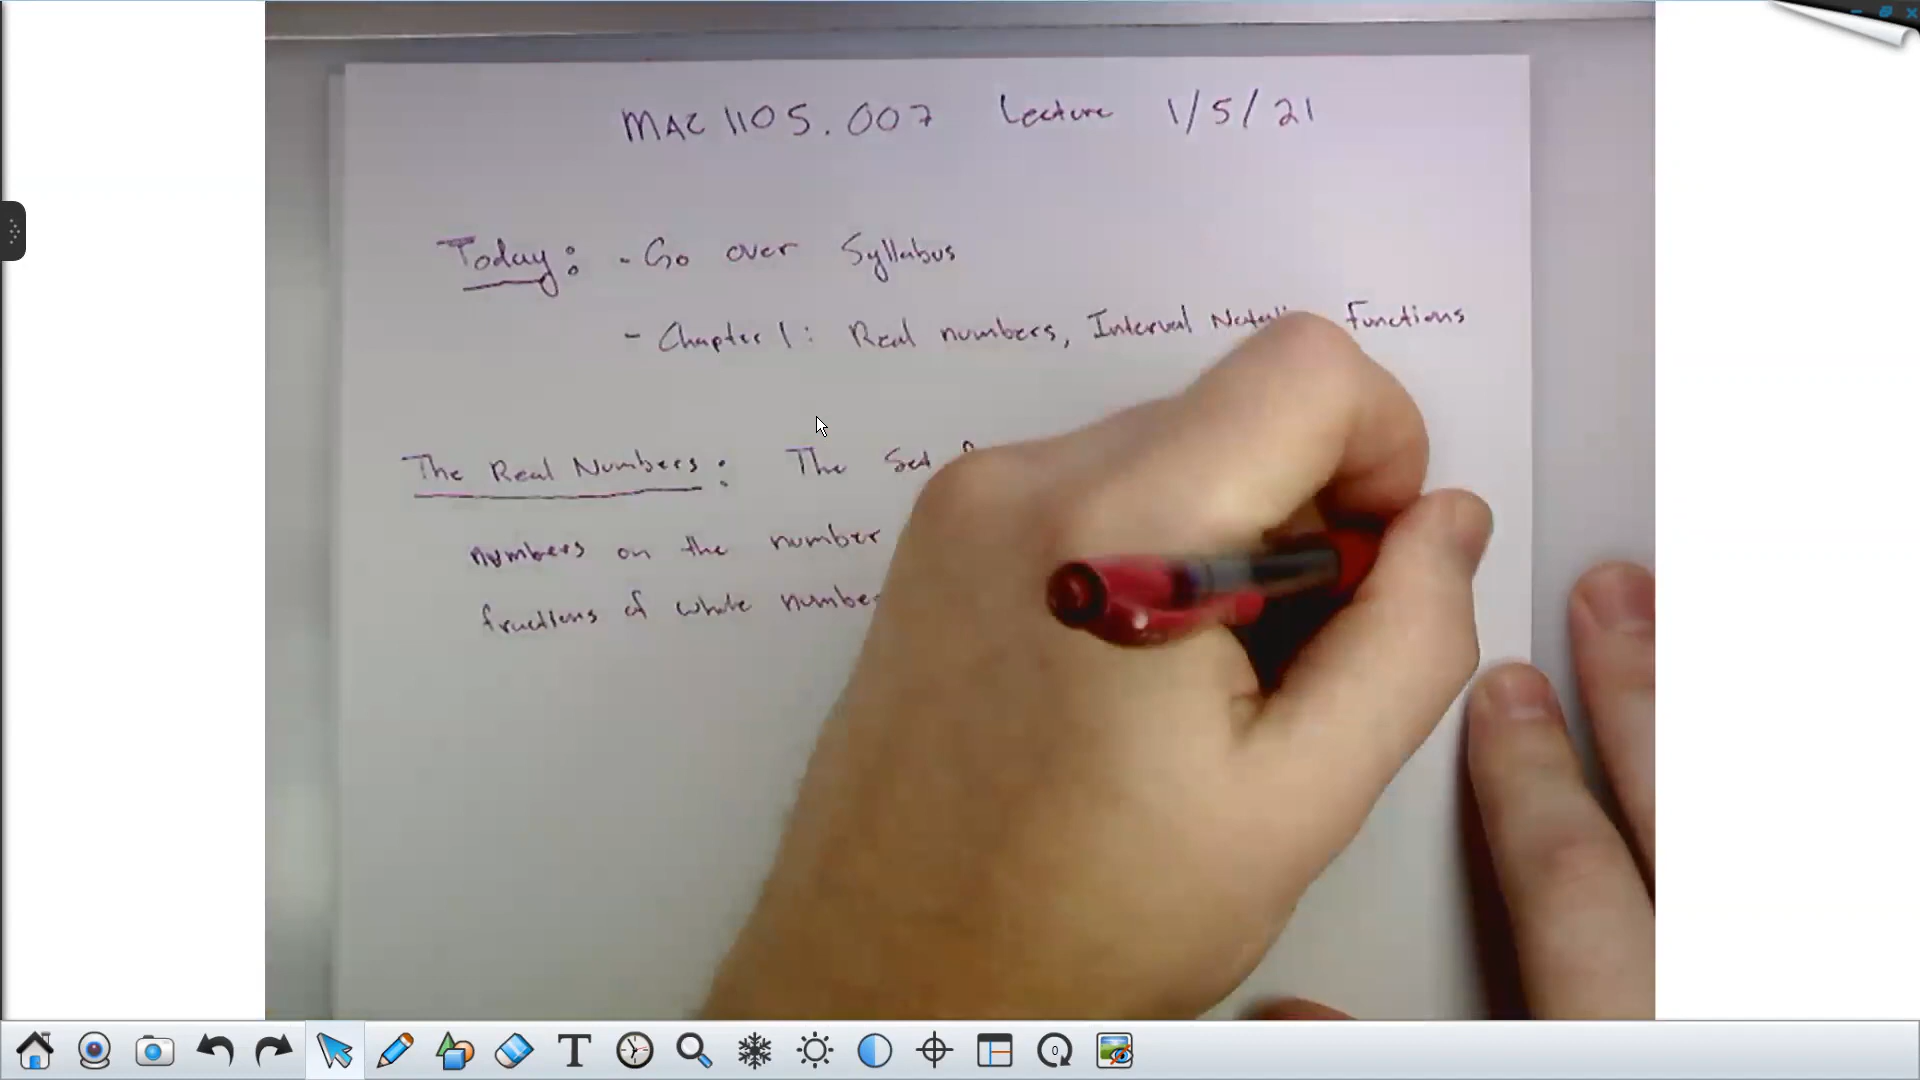 MAC 1105.007 Lecture 1/5/21
Today: - Go over Syllabus
- Chapter 1: Real numbers, Interval Functions
The Real Numbers: The Set
numbers on the number
fractions of whole